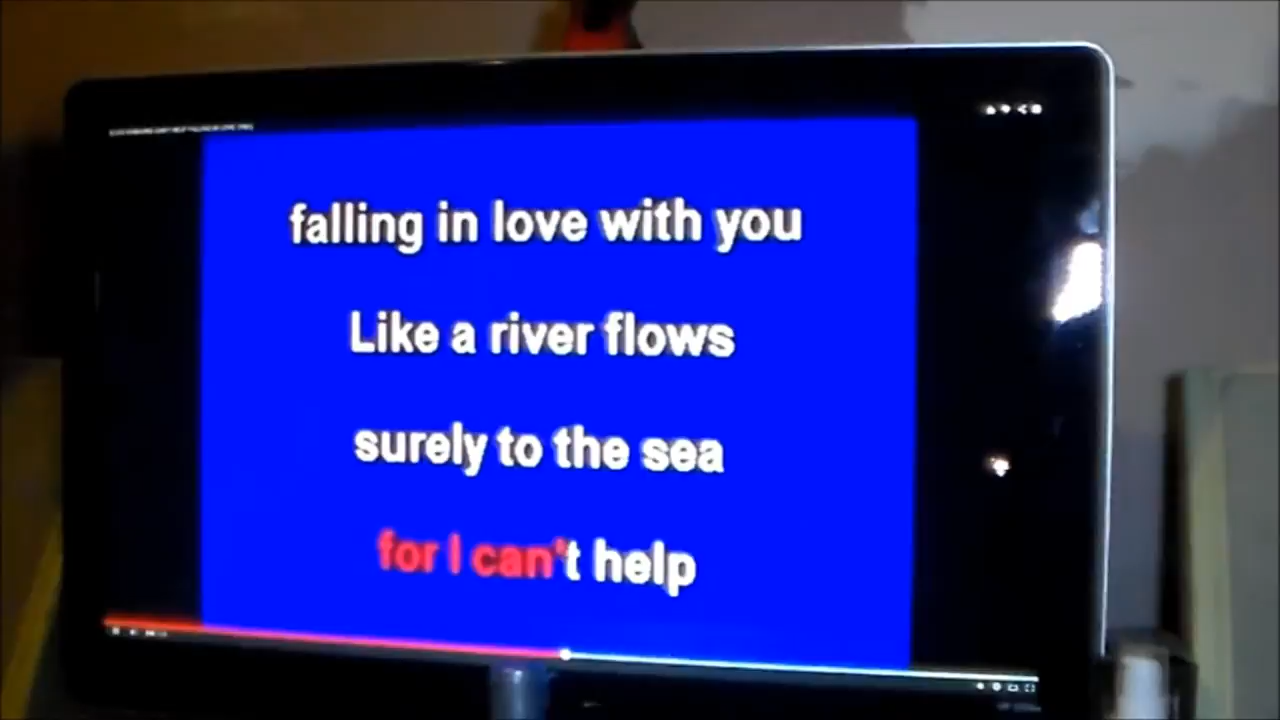 falling in love with you
Like a river flows
surely to the sea
for I can't help